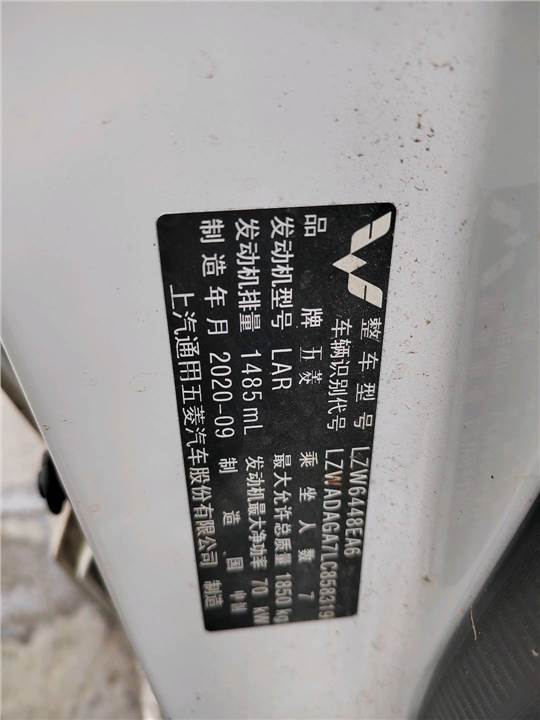 整车型号 LZW6448EA6
车辆识别代号 LZWADAGA7LC858319
品 牌 五菱 乘坐人数 7
发动机型号 LAR 最大允许总质量 1850 kg
发动机排量 1485 mL 发动机最大净功率 70 kW
制造年月 2020-09 制造国 中国
上汽通用五菱汽车股份有限公司 制造